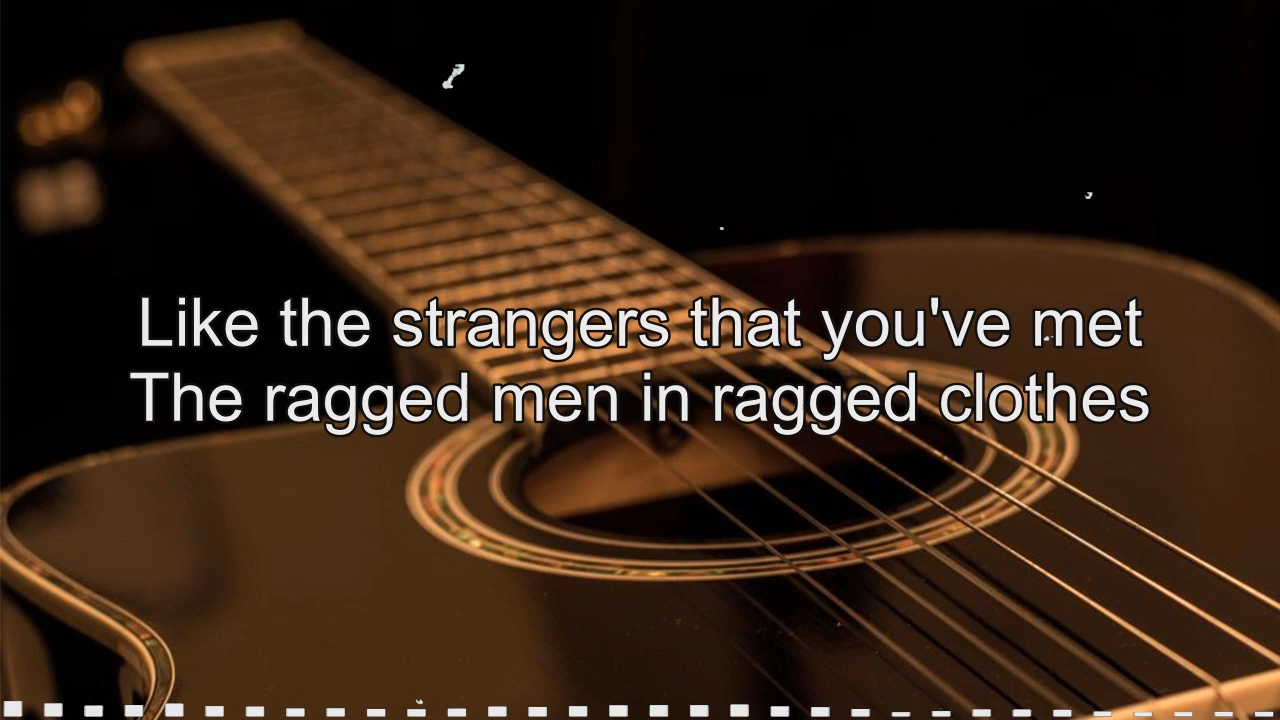 Like the strangers that you've met
The ragged men in ragged clothes